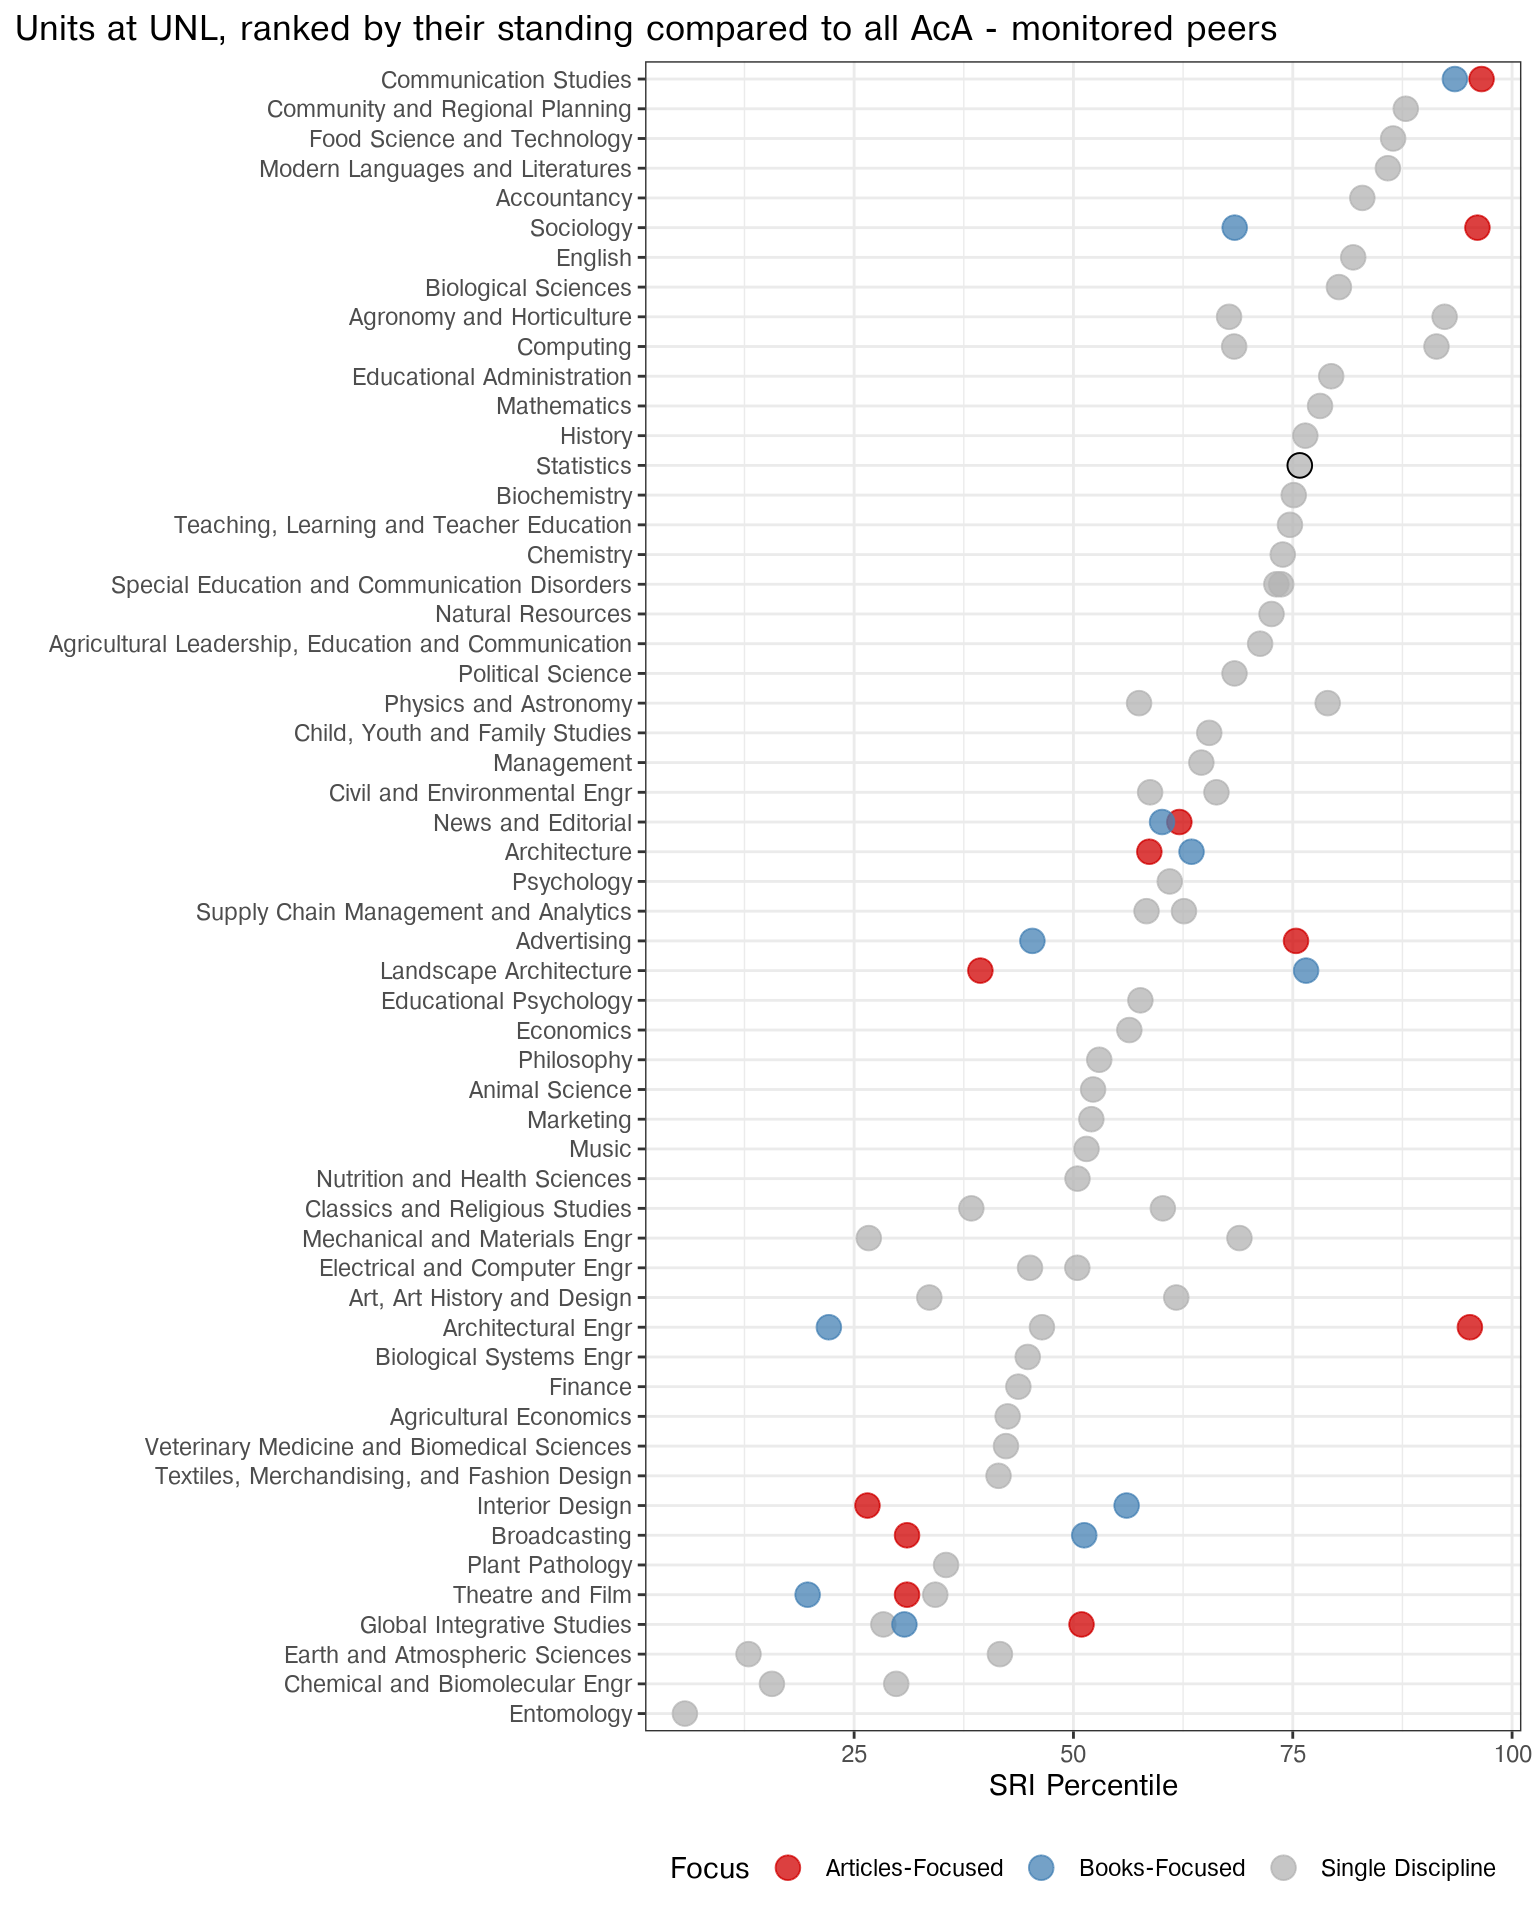 Units at UNL, ranked by their standing compared to all AcA - monitored peers
Communication Studies
Community and Regional Planning
Food Science and Technology
Modern Languages and Literatures
Accountancy
Sociology
English
Biological Sciences
Agronomy and Horticulture
Computing
Educational Administration
Mathematics
History
Statistics
Biochemistry
Teaching, Learning and Teacher Education
Chemistry
Special Education and Communication Disorders
Natural Resources
Agricultural Leadership, Education and Communication
Political Science
Physics and Astronomy
Child, Youth and Family Studies
Management
Civil and Environmental Engr
News and Editorial
Architecture
Psychology
Supply Chain Management and Analytics
Advertising
Landscape Architecture
Educational Psychology
Economics
Philosophy
Animal Science
Marketing
Music
Nutrition and Health Sciences
Classics and Religious Studies
Mechanical and Materials Engr
Electrical and Computer Engr
Art, Art History and Design
Architectural Engr
Biological Systems Engr
Finance
Agricultural Economics
Veterinary Medicine and Biomedical Sciences
Textiles, Merchandising, and Fashion Design
Interior Design
Broadcasting
Plant Pathology
Theatre and Film
Global Integrative Studies
Earth and Atmospheric Sciences
Chemical and Biomolecular Engr
Entomology
25 50 75 100
SRI Percentile
Focus Articles-Focused Books-Focused Single Discipline